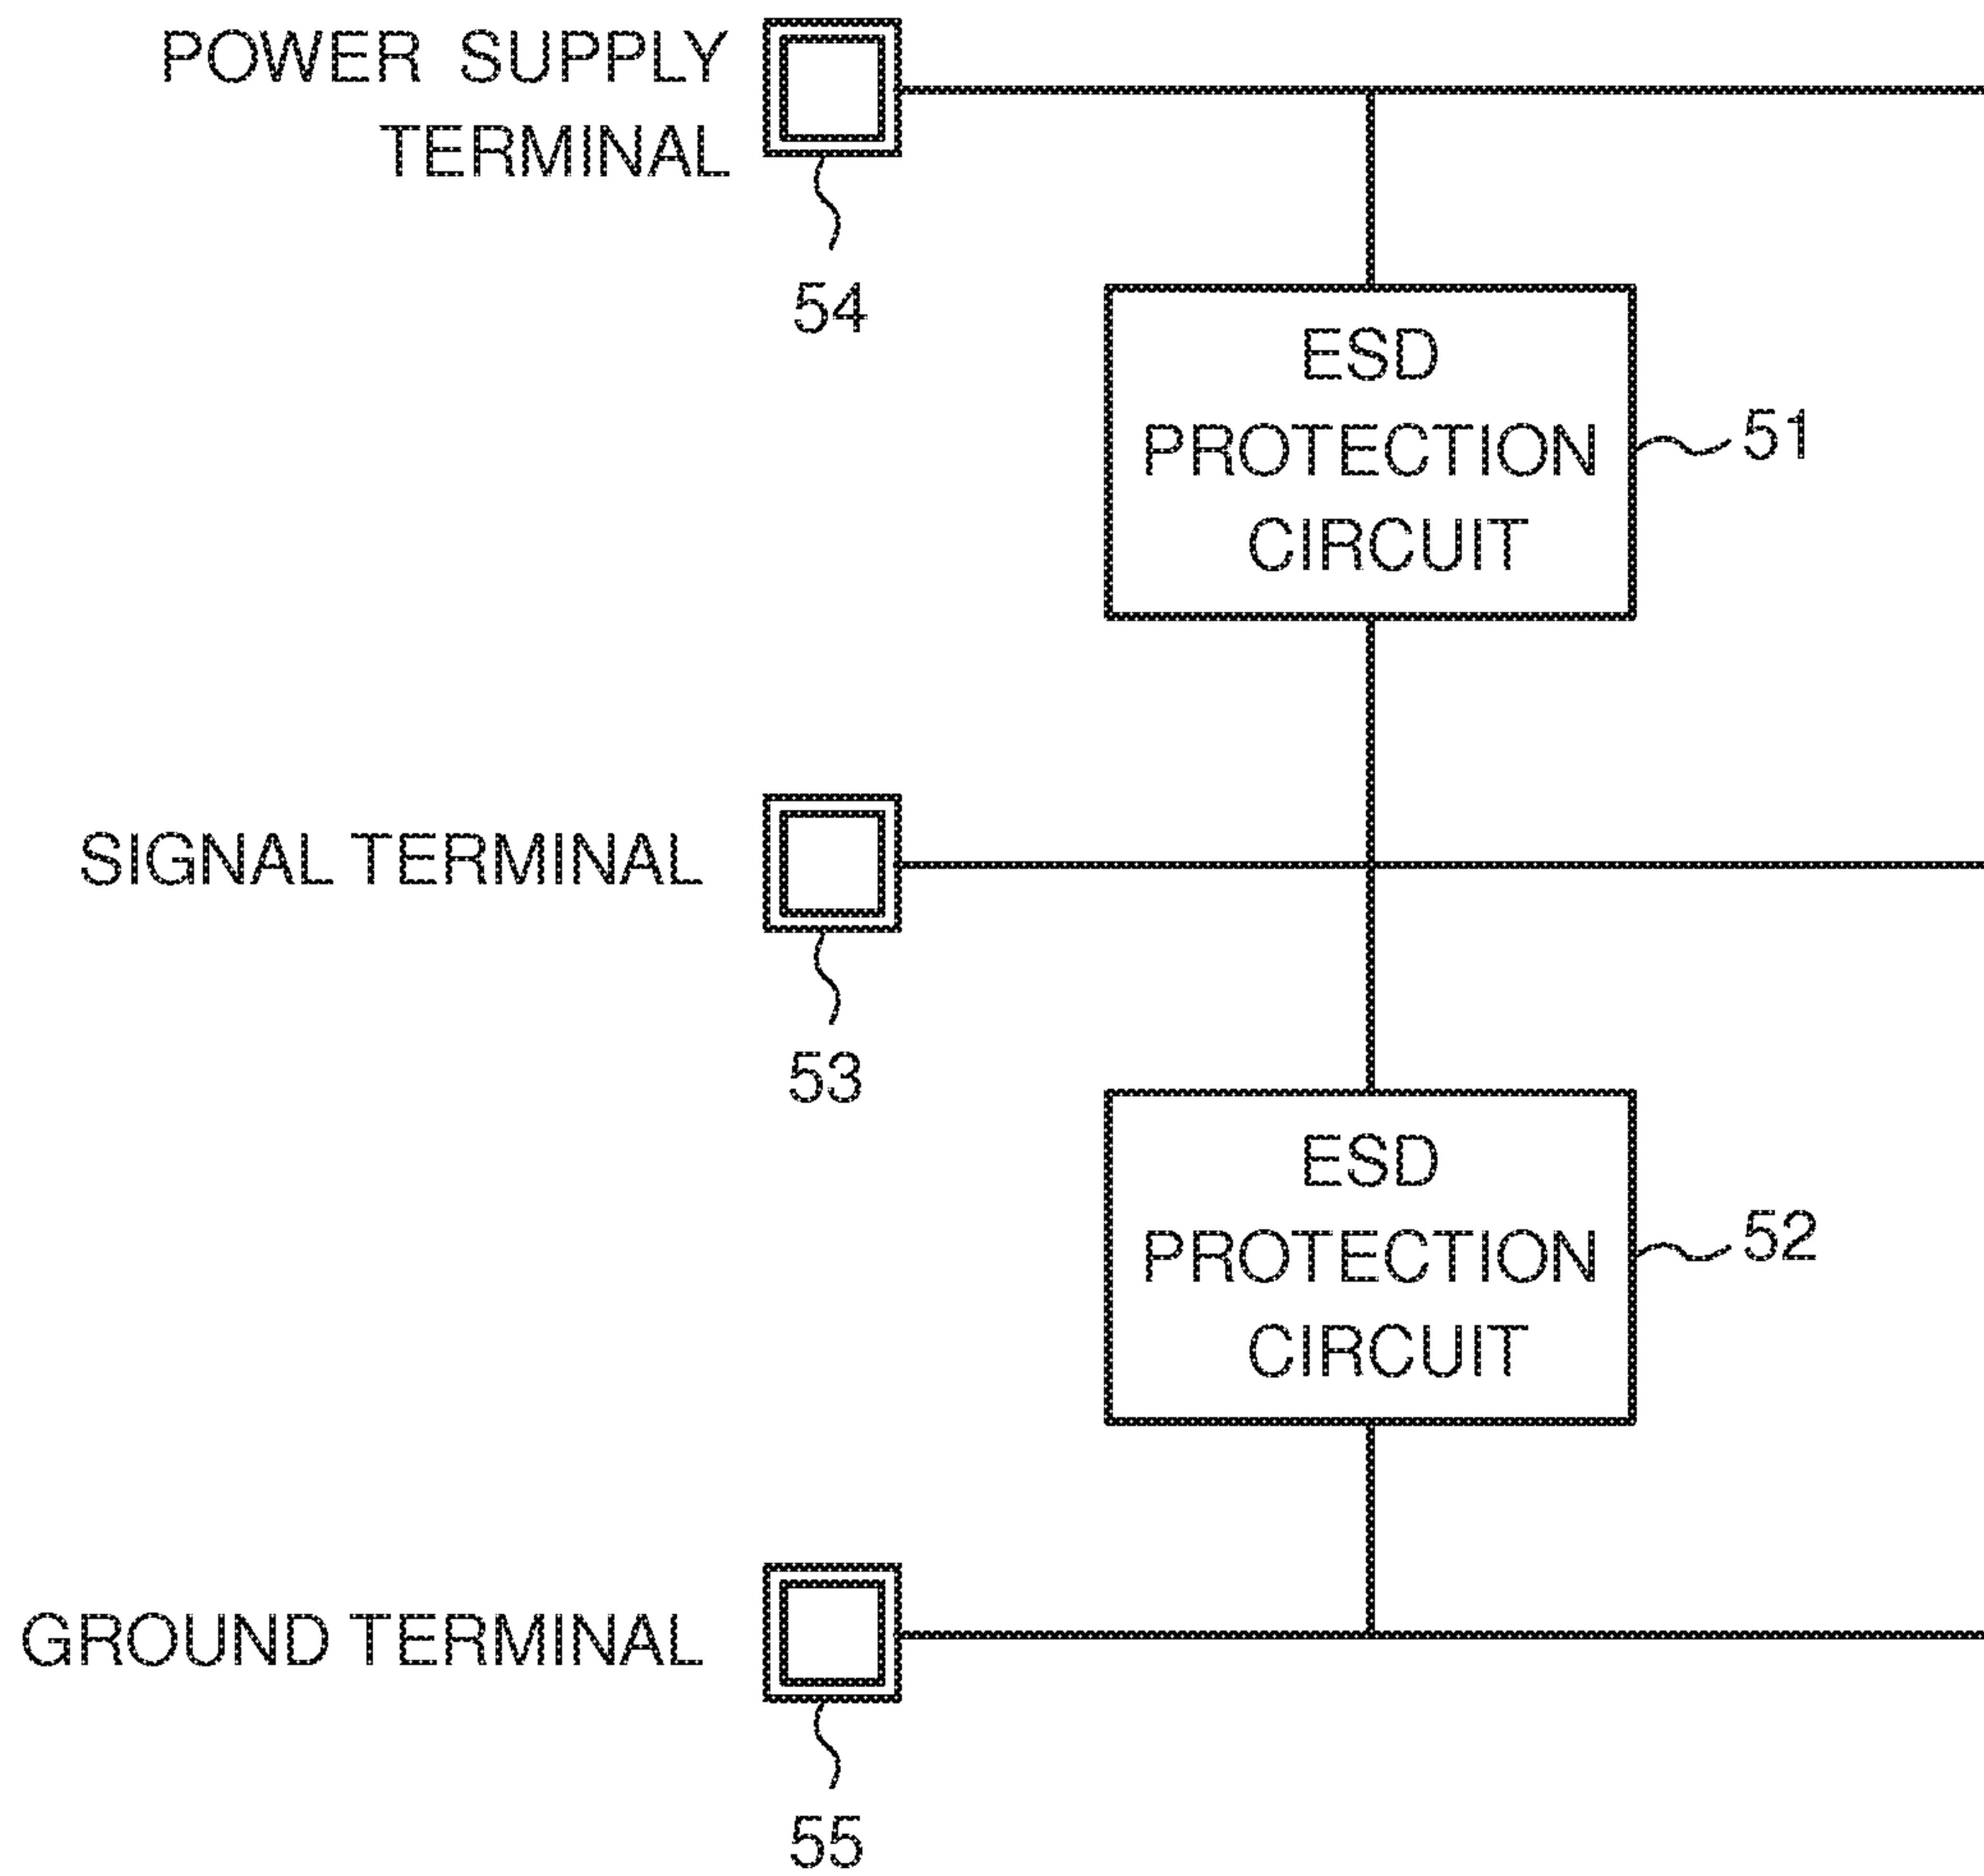 POWER SUPPLY
TERMINAL
54
ESD
PROTECTION
CIRCUIT
51
SIGNAL TERMINAL
53
ESD
PROTECTION
CIRCUIT
52
GROUND TERMINAL
55